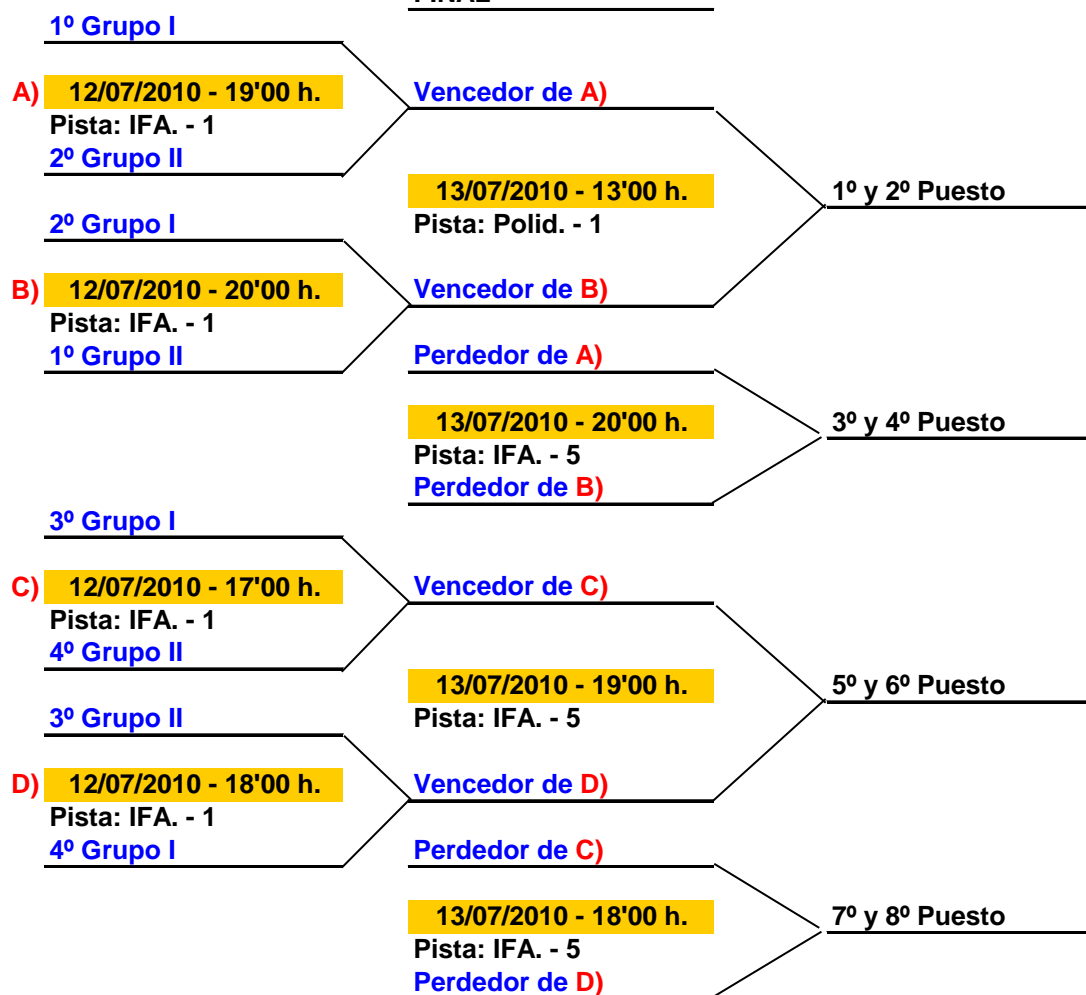 FINAL
1º Grupo I
A) 12/07/2010 - 19'00 h.
Vencedor de A)
Pista: IFA. - 1
2º Grupo II
13/07/2010 - 13'00 h.
1º y 2º Puesto
2º Grupo I
Pista: Polid. - 1
B) 12/07/2010 - 20'00 h.
Vencedor de B)
Pista: IFA. - 1
1º Grupo II
Perdedor de A)
13/07/2010 - 20'00 h.
3º y 4º Puesto
Pista: IFA. - 5
Perdedor de B)
3º Grupo I
C) 12/07/2010 - 17'00 h.
Vencedor de C)
Pista: IFA. - 1
4º Grupo II
13/07/2010 - 19'00 h.
5º y 6º Puesto
3º Grupo II
Pista: IFA. - 5
D) 12/07/2010 - 18'00 h.
Vencedor de D)
Pista: IFA. - 1
4º Grupo I
Perdedor de C)
13/07/2010 - 18'00 h.
7º y 8º Puesto
Pista: IFA. - 5
Perdedor de D)